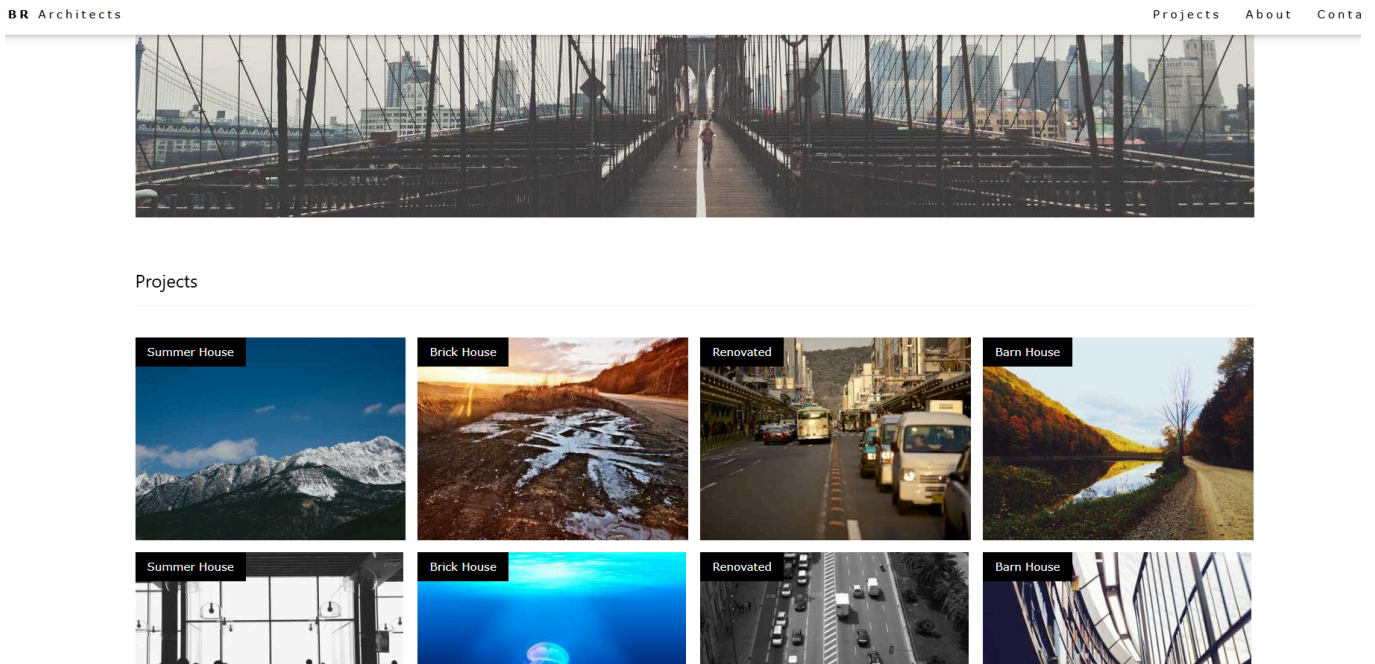 BR Architects
Projects About Conta
Projects
Summer House
Brick House
Renovated
Barn House
Summer House
Brick House
Renovated
Barn House